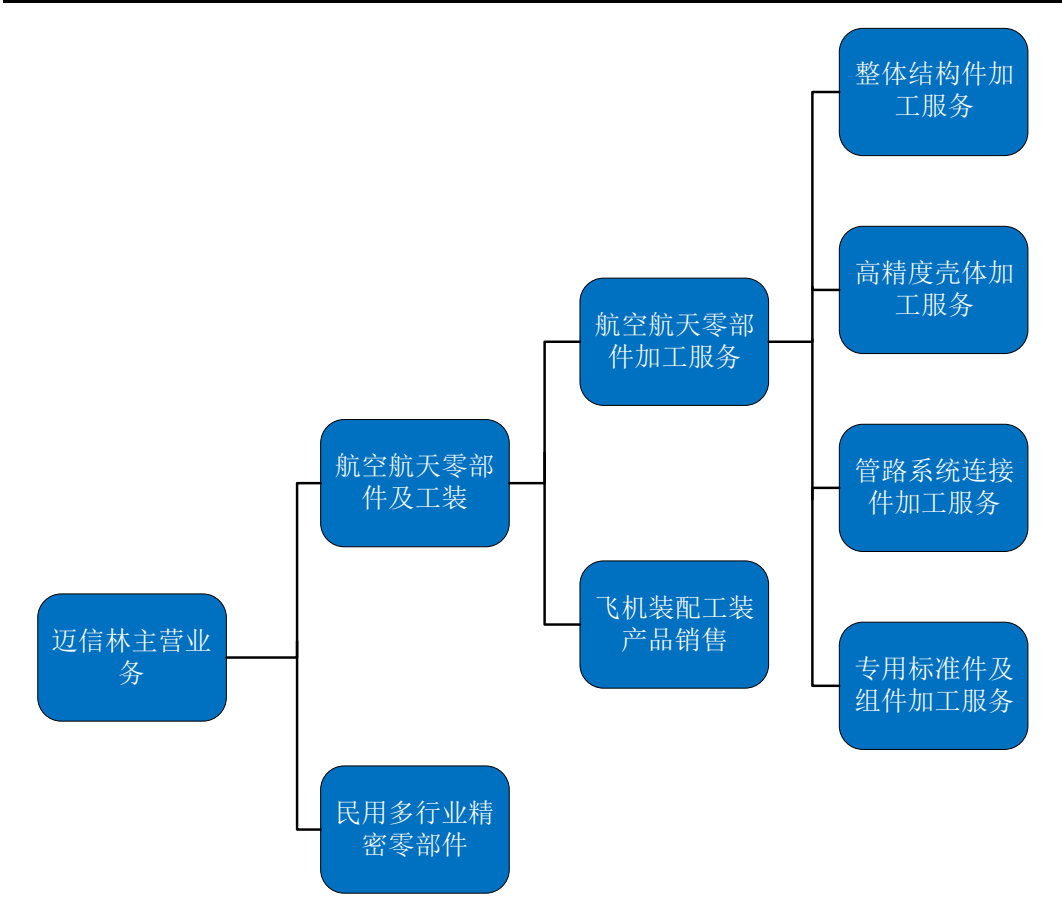 整体结构件加
工服务
高精度壳体加
工服务
航空航天零部
件加工服务
管路系统连接
件加工服务
航空航天零部
件及工装
飞机装配工装
产品销售
迈信林主营业
务
专用标准件及
组件加工服务
民用多行业精
密零部件